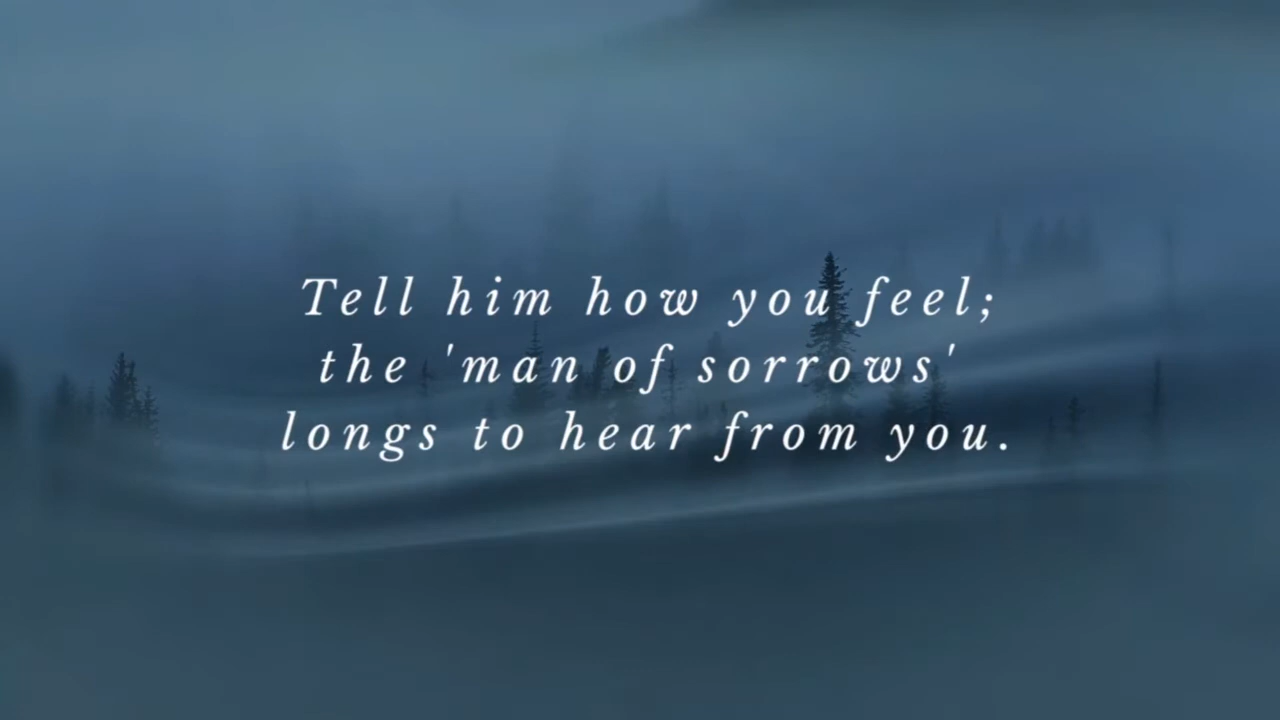 Tell him how you feel;
the 'man of sorrows'
longs to hear from you.